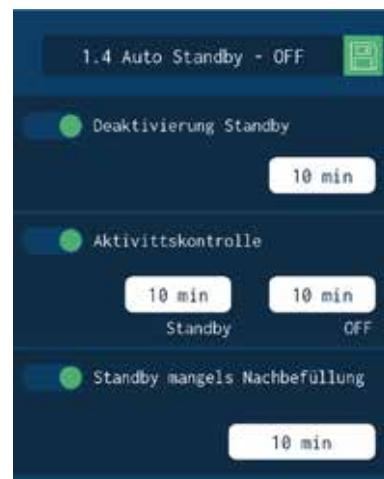 1.4 Auto Standby - OFF
Deaktivierung Standby
10 min
Aktivittskontrolle
10 min 10 min
Standby OFF
Standby mangels Nachbefüllung
10 min